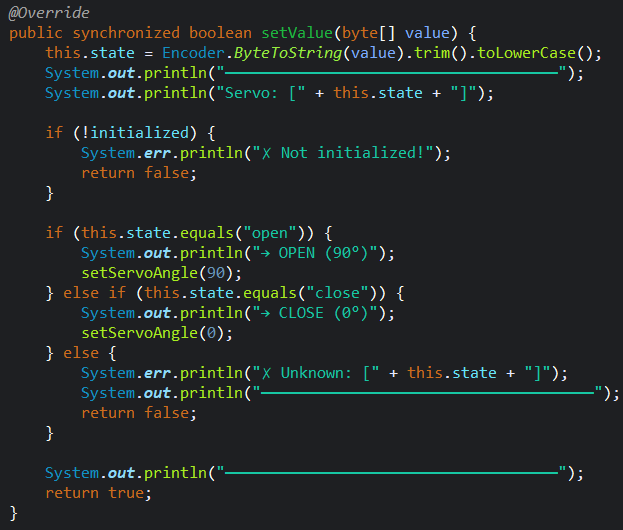 @Override
public synchronized boolean setValue(byte[] value) {
    this.state = Encoder.ByteToString(value).trim().toLowerCase();
    System.out.println("━━━━━━━━━━━━━━━━━━━━━━━━━━━━━━━━━━━━━");
    System.out.println("Servo: [" + this.state + "]");

    if (!initialized) {
        System.err.println("✗ Not initialized!");
        return false;
    }

    if (this.state.equals("open")) {
        System.out.println("→ OPEN (90°)");
        setServoAngle(90);
    } else if (this.state.equals("close")) {
        System.out.println("→ CLOSE (0°)");
        setServoAngle(0);
    } else {
        System.err.println("✗ Unknown: [" + this.state + "]");
        System.out.println("━━━━━━━━━━━━━━━━━━━━━━━━━━━━━━━━━━━━━");
        return false;
    }

    System.out.println("━━━━━━━━━━━━━━━━━━━━━━━━━━━━━━━━━━━━━");
    return true;
}